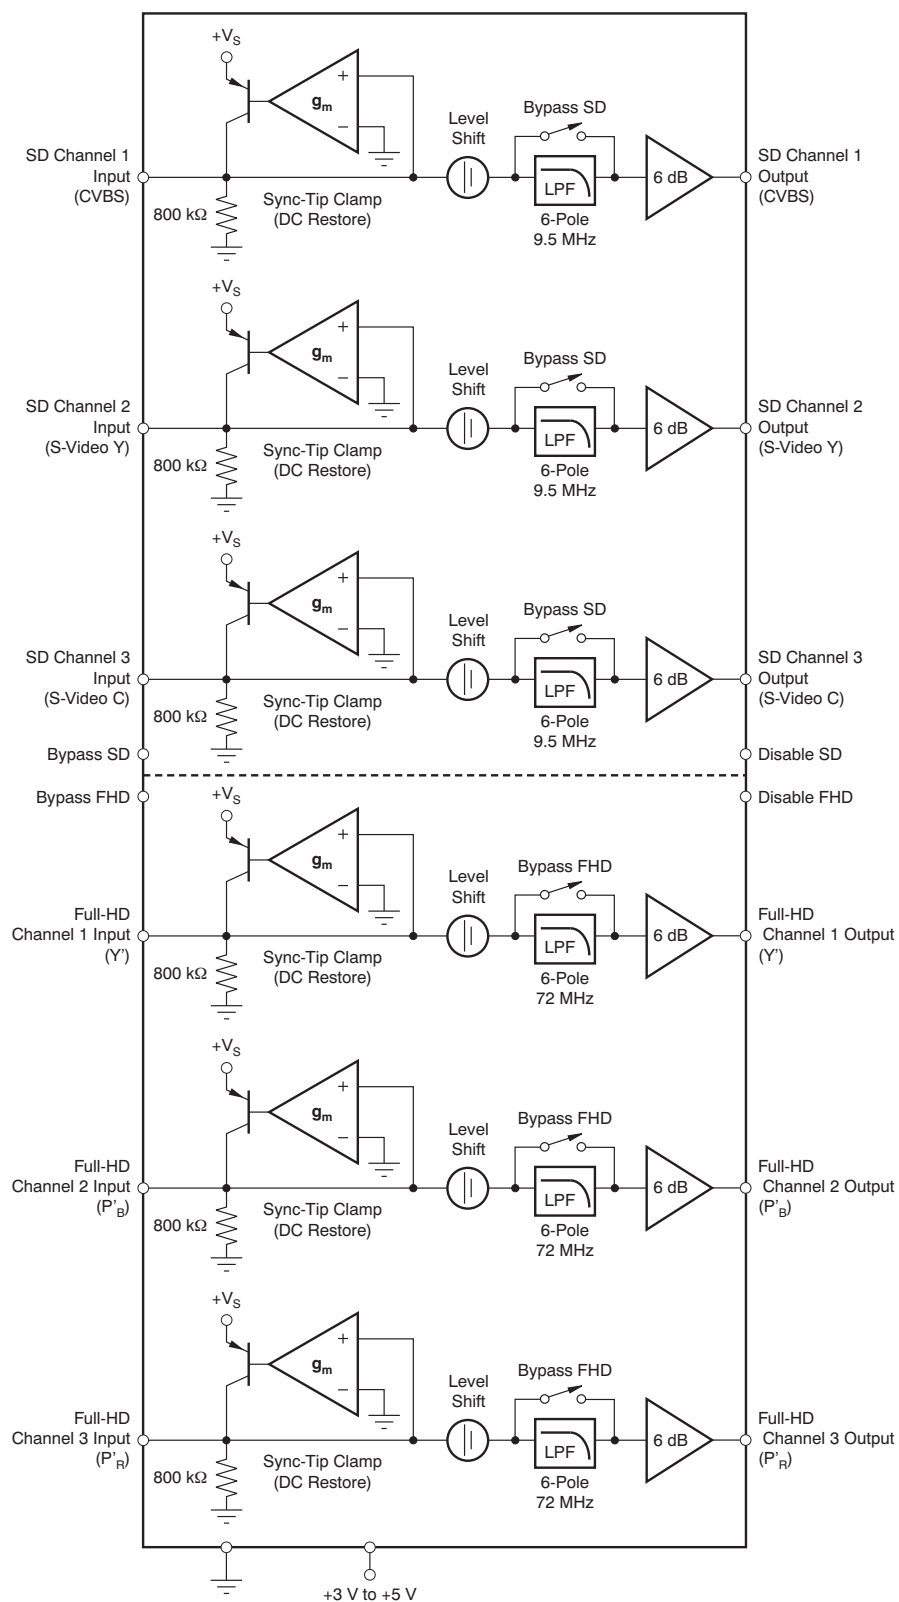 +VS
+
gm
−
Bypass SD
Level
Shift
SD Channel 1
Input
(CVBS)
LPF
6 dB
SD Channel 1
Output
(CVBS)
800 kΩ
Sync-Tip Clamp
(DC Restore)
6-Pole
9.5 MHz
+VS
+
gm
−
Bypass SD
Level
Shift
SD Channel 2
Input
(S-Video Y)
LPF
6 dB
SD Channel 2
Output
(S-Video Y)
800 kΩ
Sync-Tip Clamp
(DC Restore)
6-Pole
9.5 MHz
+VS
+
gm
−
Bypass SD
Level
Shift
SD Channel 3
Input
(S-Video C)
LPF
6 dB
SD Channel 3
Output
(S-Video C)
800 kΩ
Sync-Tip Clamp
(DC Restore)
6-Pole
9.5 MHz
Bypass SD
Disable SD
Bypass FHD
Disable FHD
+VS
+
gm
−
Bypass FHD
Level
Shift
Full-HD
Channel 1 Input
(Y')
LPF
6 dB
Full-HD
Channel 1 Output
(Y')
800 kΩ
Sync-Tip Clamp
(DC Restore)
6-Pole
72 MHz
+VS
+
gm
−
Bypass FHD
Level
Shift
Full-HD
Channel 2 Input
(P'B)
LPF
6 dB
Full-HD
Channel 2 Output
(P'B)
800 kΩ
Sync-Tip Clamp
(DC Restore)
6-Pole
72 MHz
+VS
+
gm
−
Bypass FHD
Level
Shift
Full-HD
Channel 3 Input
(P'R)
LPF
6 dB
Full-HD
Channel 3 Output
(P'R)
800 kΩ
Sync-Tip Clamp
(DC Restore)
6-Pole
72 MHz
+3 V to +5 V